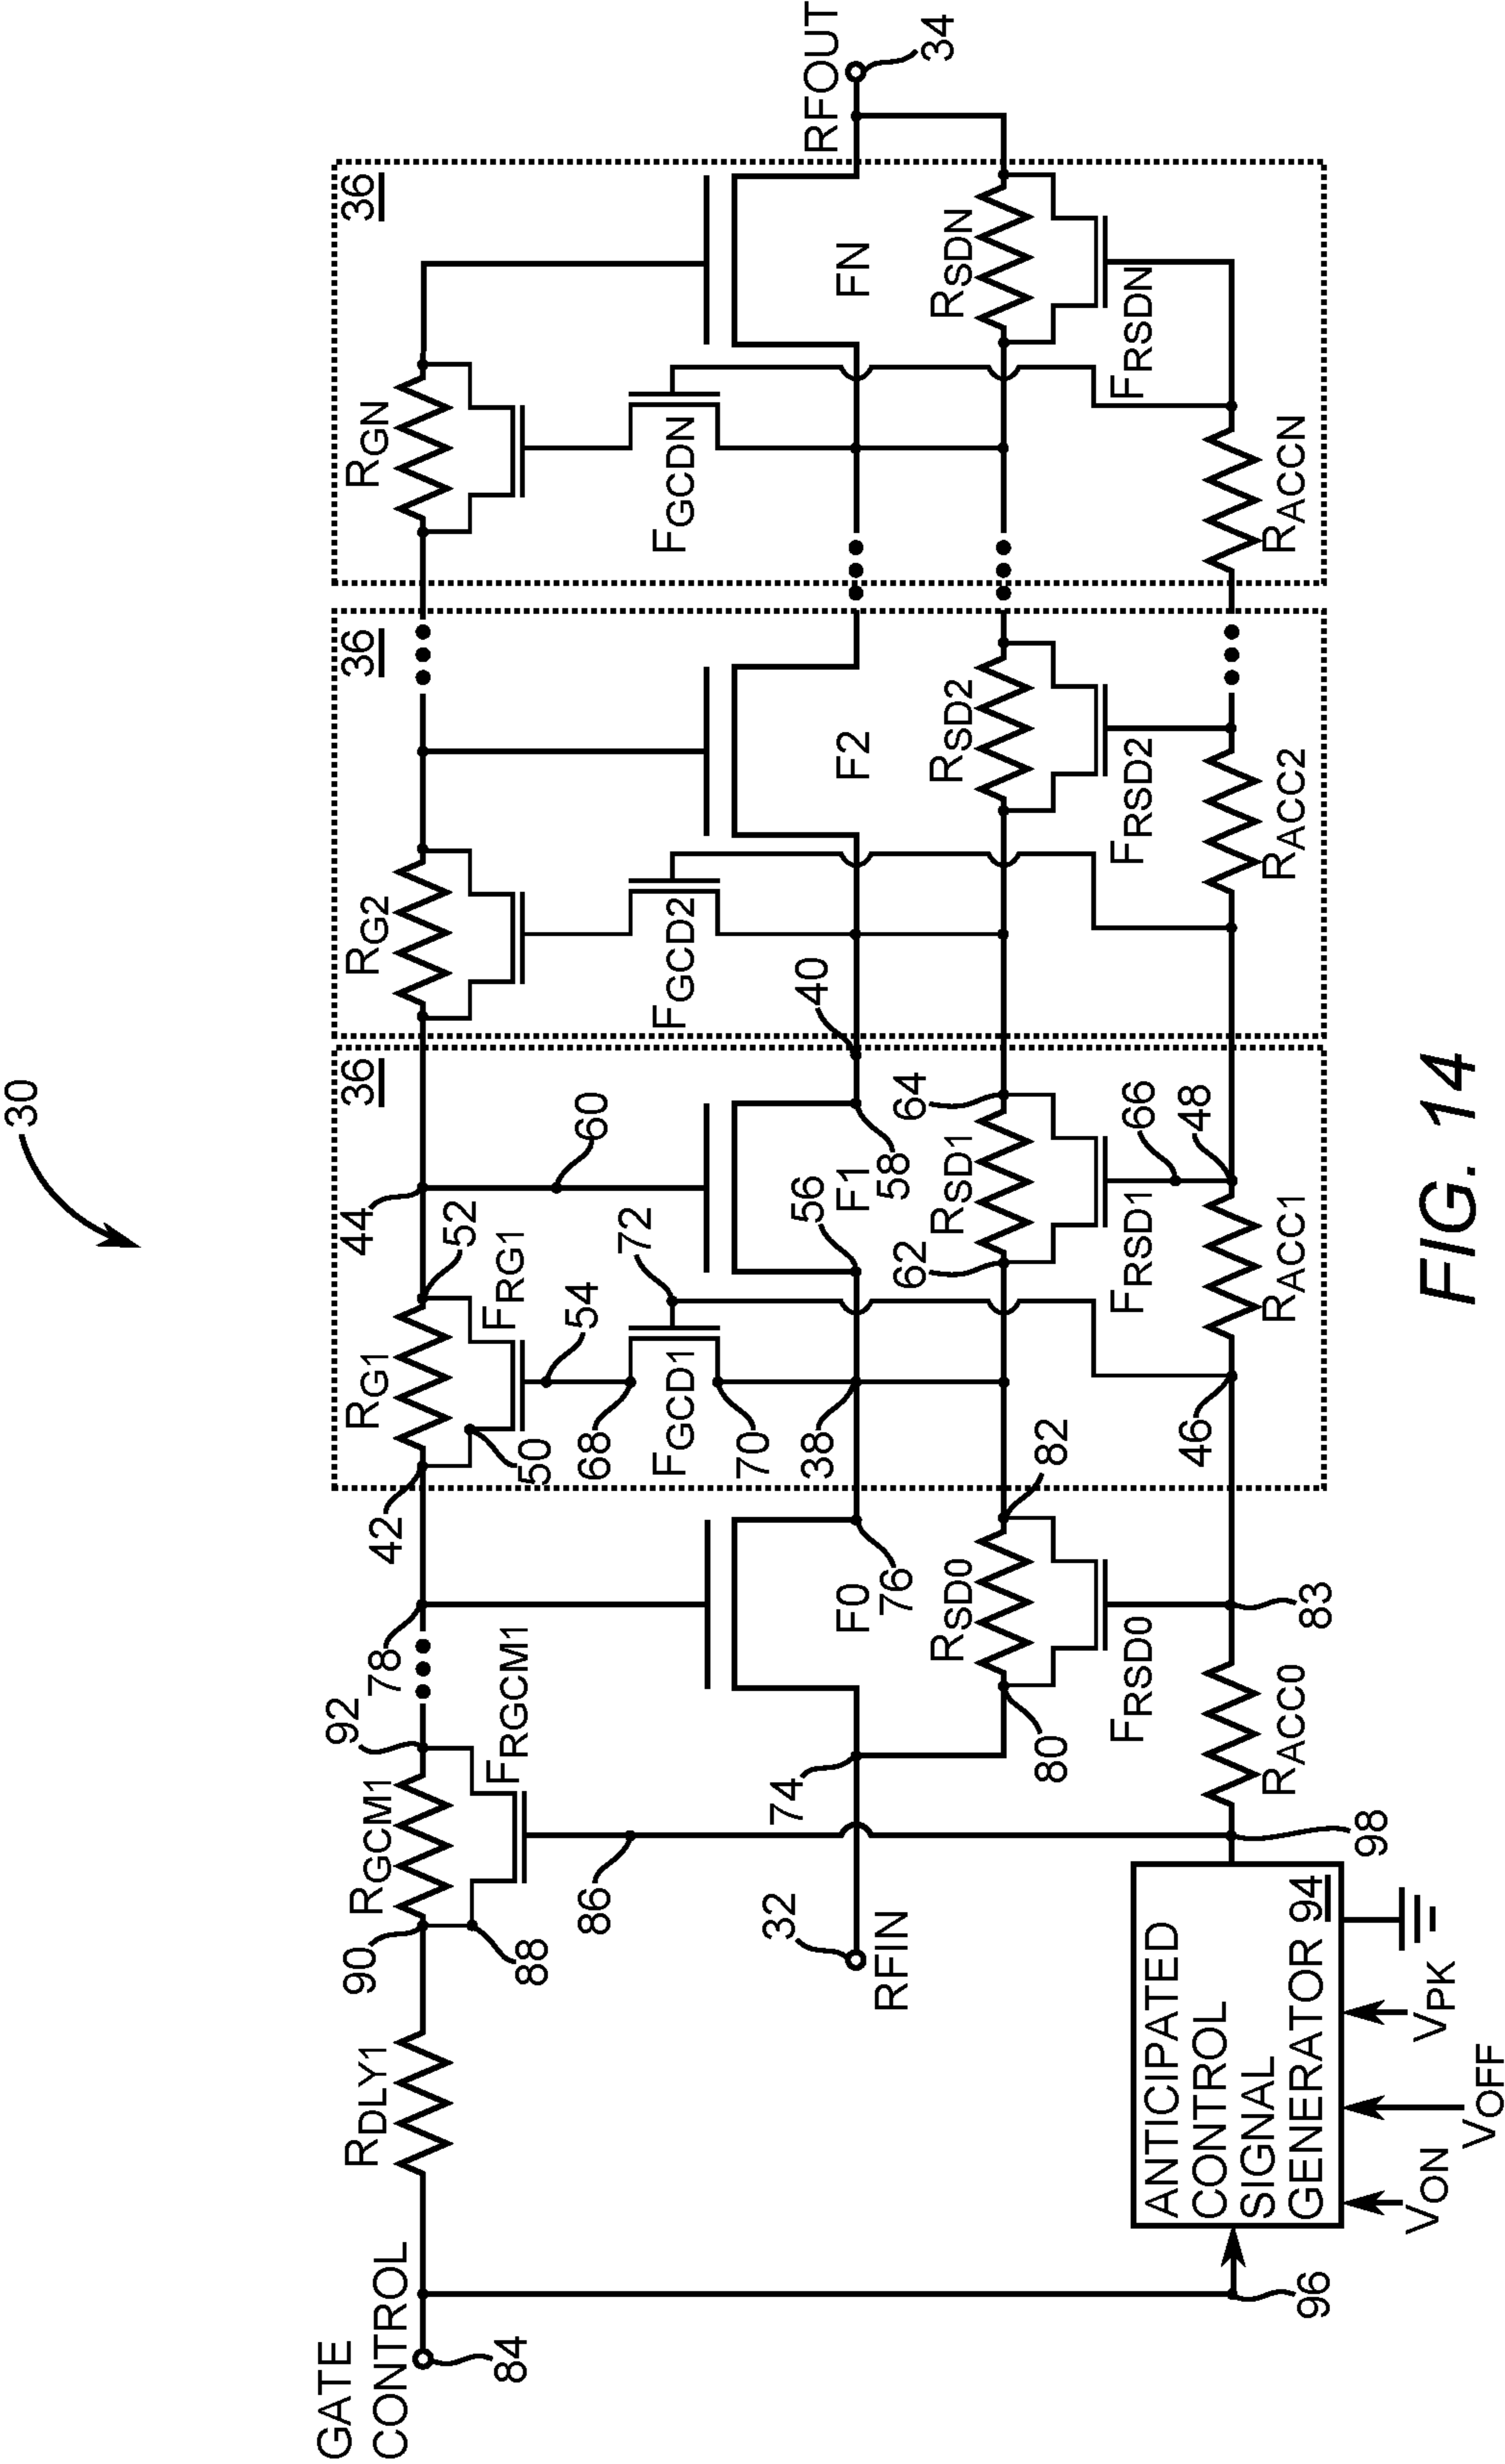 30
GATE
CONTROL
84
RDLY1
90
RGCM1
92
78
42
RG1
52
44
RG2
RGN
36
36
36
88
FRGCM1
50
FRG1
54
60
86
68
72
FGCD1
70
FGCD2
FGCDN
32
RFIN
74
F0
76
38
56
F1
58
40
F2
FN
RFOUT
34
80
RSD0
82
62
RSD1
64
RSD2
RSDN
FRSD0
FRSD1
66
FRSD2
FRSDN
96
ANTICIPATED
CONTROL
SIGNAL
GENERATOR 94
98
RACC0
83
46
RACC1
48
RACC2
RACCN
VON
VOFF
VPK
FIG. 14